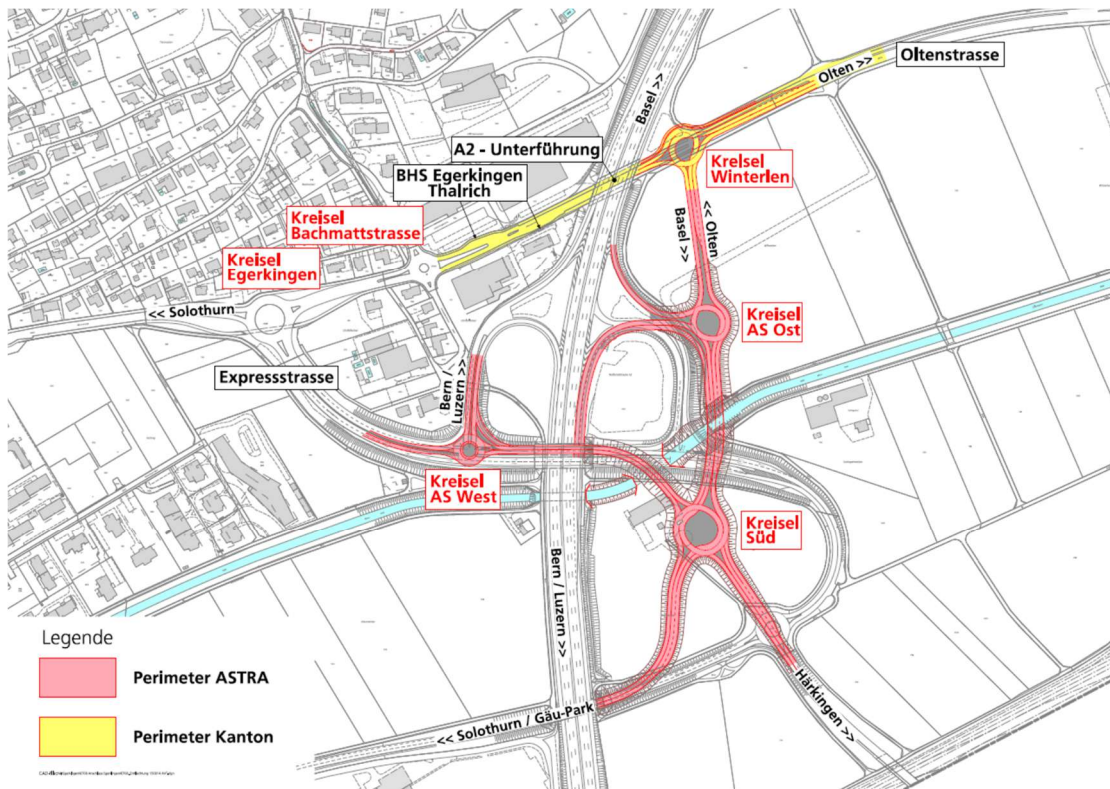 Oltenstrasse
Olten >>
Basel >>
A2 - Unterführung
BHS Egerkingen
Thalrich
Kreisel
Winterlen
Kreisel
Bachmattstrasse
Kreisel
Egerkingen
<< Olten
Basel >>
<< Solothurn
Kreisel
AS Ost
Expressstrasse
Bern /
Luzern >>
Kreisel
AS West
Kreisel
Süd
Bern / Luzern >>
Legende
Perimeter ASTRA
Härkingen >>
<< Solothurn / Gäu-Park
Perimeter Kanton